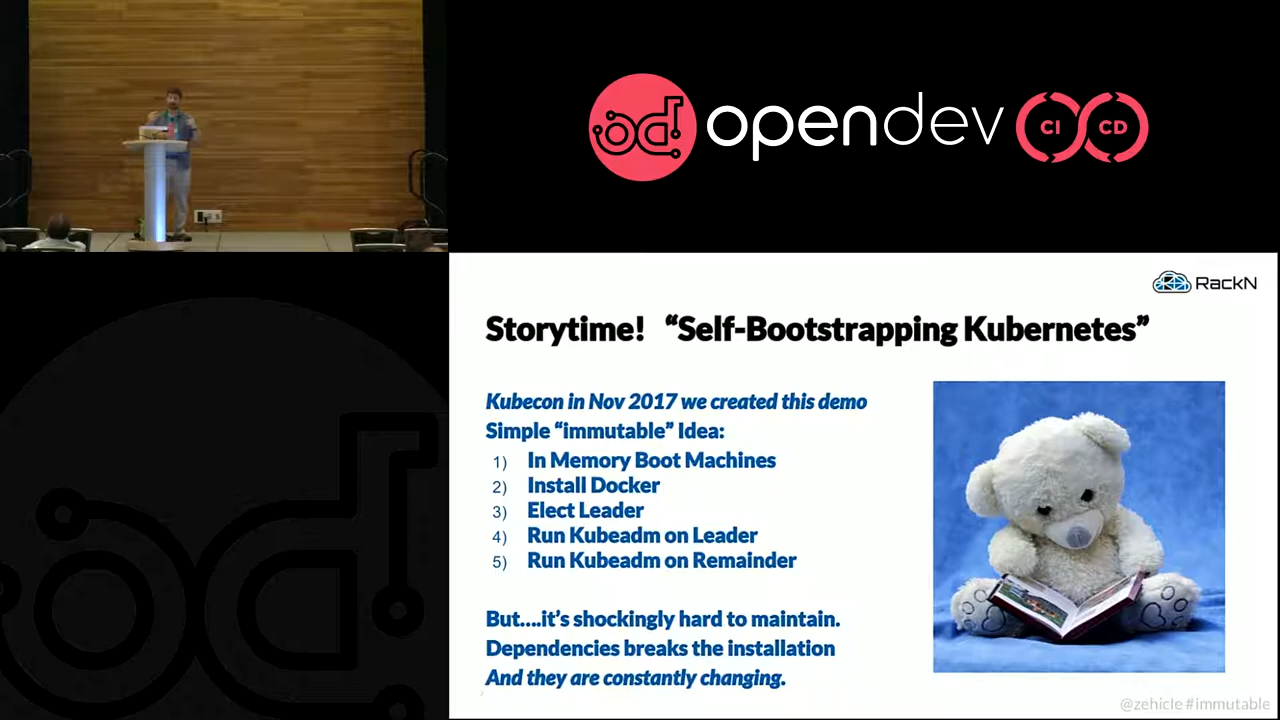 opendev CI CD
RackN
Storytime! “Self-Bootstrapping Kubernetes”
Kubecon in Nov 2017 we created this demo
Simple “immutable” Idea:
1) In Memory Boot Machines
2) Install Docker
3) Elect Leader
4) Run Kubeadm on Leader
5) Run Kubeadm on Remainder
But....it’s shockingly hard to maintain.
Dependencies breaks the installation
And they are constantly changing.
@zehicle #immutable